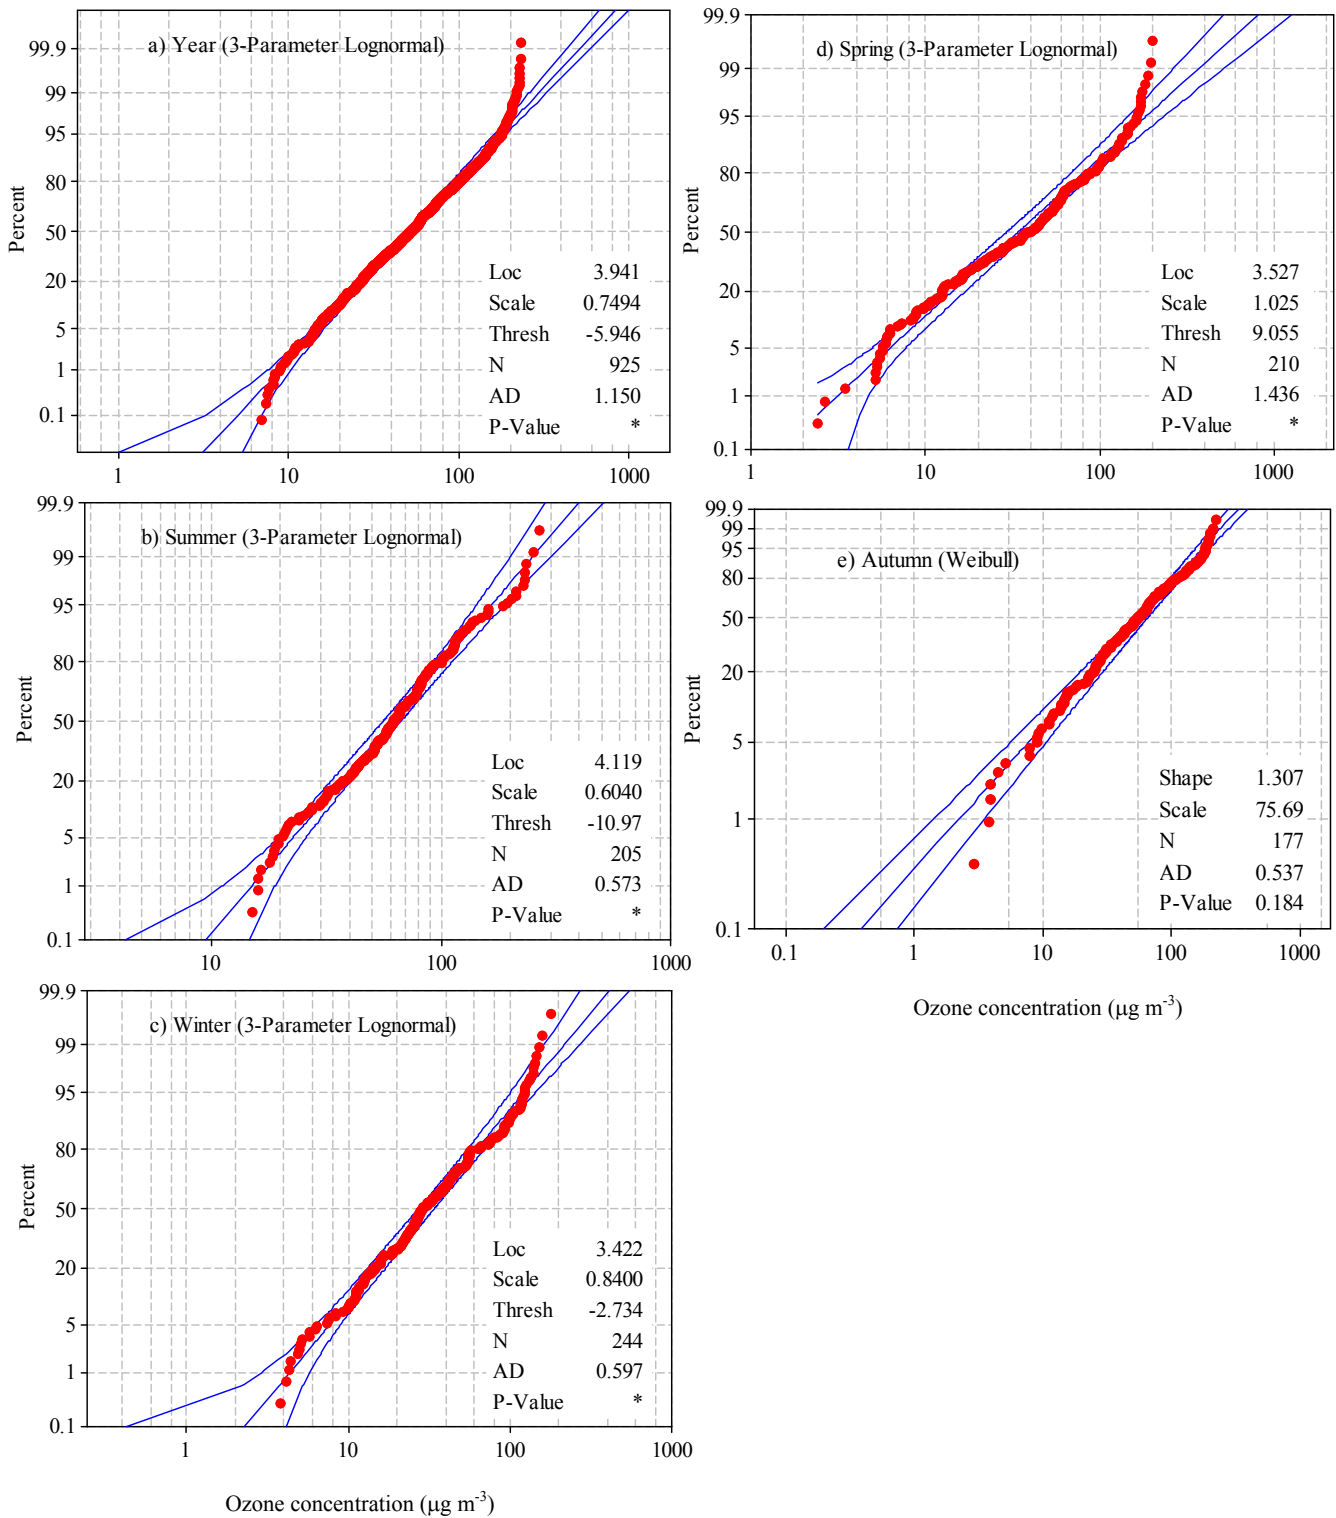 a) Year (3-Parameter Lognormal)
Percent
99.9
99
95
80
50
20
5
1
0.1
1 10 100 1000
Loc 3.941
Scale 0.7494
Thresh -5.946
N 925
AD 1.150
P-Value *
d) Spring (3-Parameter Lognormal)
Percent
99.9
99
95
80
50
20
5
1
0.1
1 10 100 1000
Loc 3.527
Scale 1.025
Thresh 9.055
N 210
AD 1.436
P-Value *
b) Summer (3-Parameter Lognormal)
Percent
99.9
99
95
80
50
20
5
1
0.1
10 100 1000
Loc 4.119
Scale 0.6040
Thresh -10.97
N 205
AD 0.573
P-Value *
e) Autumn (Weibull)
Percent
99.9
99
95
80
50
20
5
1
0.1
0.1 1 10 100 1000
Shape 1.307
Scale 75.69
N 177
AD 0.537
P-Value 0.184
Ozone concentration (µg m⁻³)
c) Winter (3-Parameter Lognormal)
Percent
99.9
99
95
80
50
20
5
1
0.1
1 10 100 1000
Loc 3.422
Scale 0.8400
Thresh -2.734
N 244
AD 0.597
P-Value *
Ozone concentration (µg m⁻³)